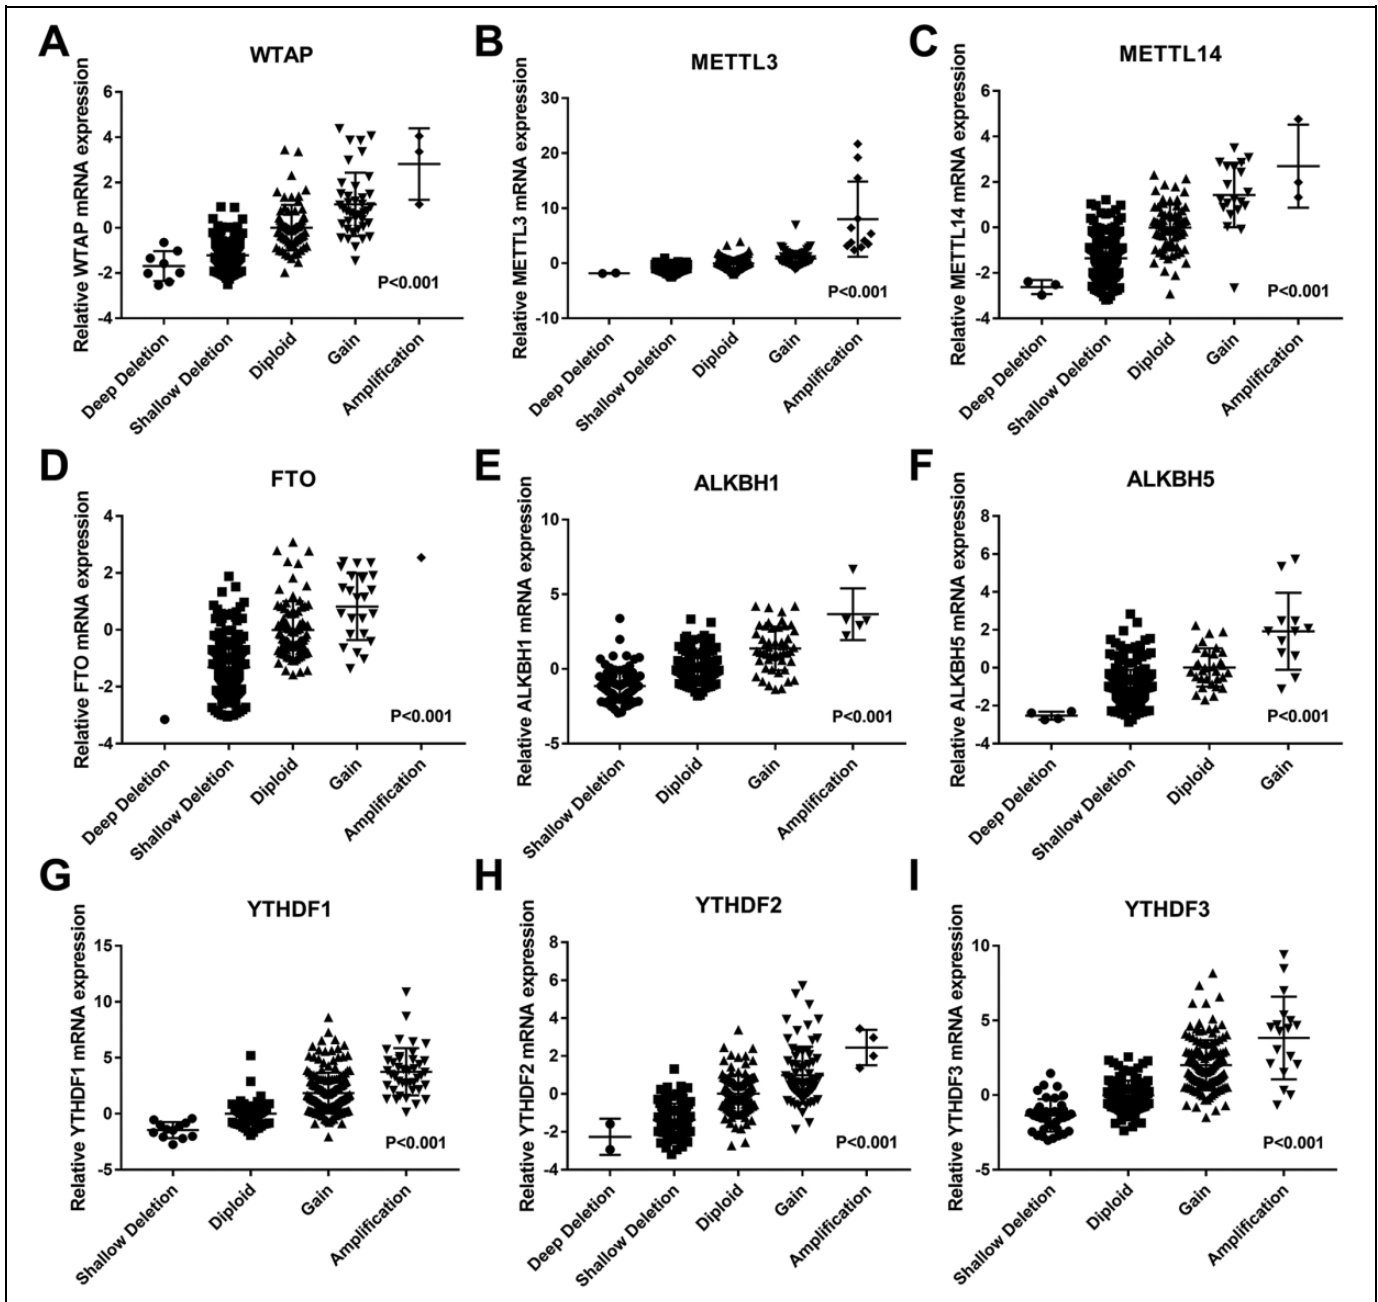 A
WTAP
Relative WTAP mRNA expression
6
4
2
0
-2
-4
P<0.001
Deep Deletion
Shallow Deletion
Diploid
Gain
Amplification
B
METTL3
Relative METTL3 mRNA expression
30
20
10
0
-10
P<0.001
Deep Deletion
Shallow Deletion
Diploid
Gain
Amplification
C
METTL14
Relative METTL14 mRNA expression
6
4
2
0
-2
-4
P<0.001
Deep Deletion
Shallow Deletion
Diploid
Gain
Amplification
D
FTO
Relative FTO mRNA expression
4
2
0
-2
-4
P<0.001
Deep Deletion
Shallow Deletion
Diploid
Gain
Amplification
E
ALKBH1
Relative ALKBH1 mRNA expression
10
5
0
-5
P<0.001
Shallow Deletion
Diploid
Gain
Amplification
F
ALKBH5
Relative ALKBH5 mRNA expression
8
6
4
2
0
-2
-4
P<0.001
Deep Deletion
Shallow Deletion
Diploid
Gain
G
YTHDF1
Relative YTHDF1 mRNA expression
15
10
5
0
-5
P<0.001
Shallow Deletion
Diploid
Gain
Amplification
H
YTHDF2
Relative YTHDF2 mRNA expression
8
6
4
2
0
-2
-4
P<0.001
Deep Deletion
Shallow Deletion
Diploid
Gain
Amplification
I
YTHDF3
Relative YTHDF3 mRNA expression
10
5
0
-5
P<0.001
Shallow Deletion
Diploid
Gain
Amplification